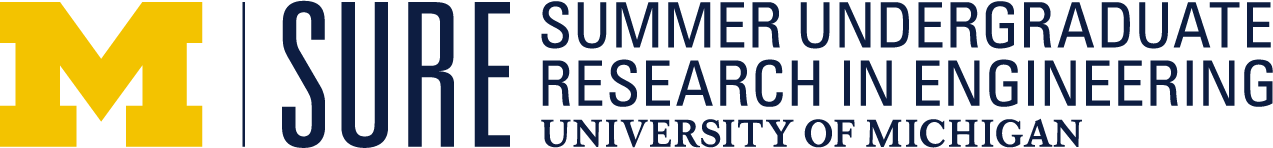 M
SURE
SUMMER UNDERGRADUATE
RESEARCH IN ENGINEERING
UNIVERSITY OF MICHIGAN